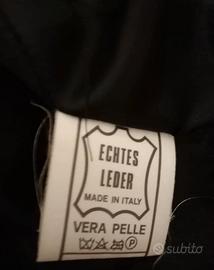 ECHTES
LEDER
MADE IN ITALY
VERA PELLE
P
subito